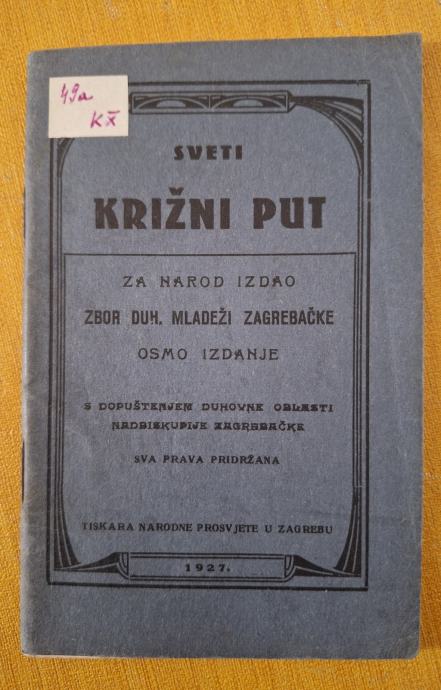 49a
KX
SVETI
KRIŽNI PUT
ZA NAROD IZDAO
ZBOR DUH. MLADEŽI ZAGREBAČKE
OSMO IZDANJE
S DOPUŠTENJEM DUHOVNE OBLASTI
NADBISKUPIJE ZAGREBAČKE
SVA PRAVA PRIDRŽANA
TISKARA NARODNE PROSVJETE U ZAGREBU
1927.